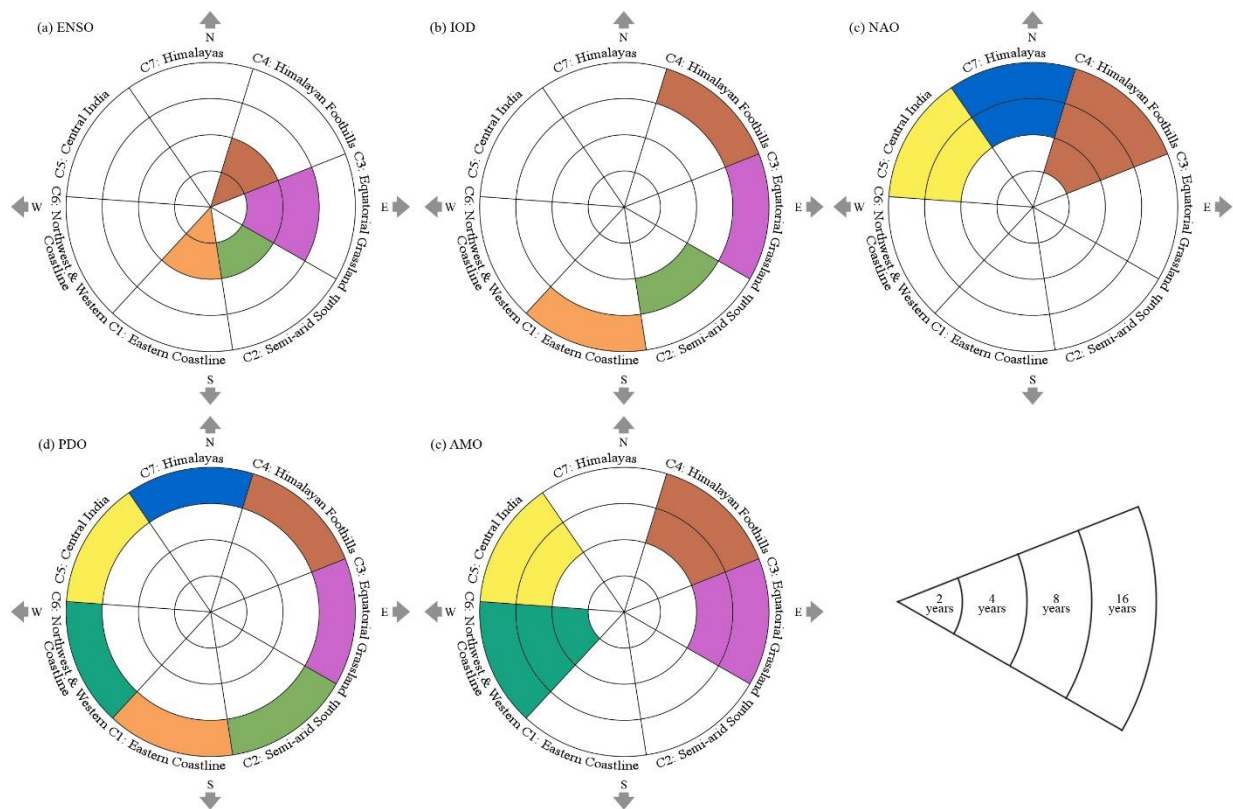 (a) ENSO
N
C7: Himalayas
C4: Himalayan Foothills
C3: Equatorial Grassland
C2: Semi-arid South
C1: Eastern Coastline
C6: Northwest & Western
Coastline
C5: Central India
W
E
S
(b) IOD
N
C7: Himalayas
C4: Himalayan Foothills
C3: Equatorial Grassland
C2: Semi-arid South
C1: Eastern Coastline
C6: Northwest & Western
Coastline
C5: Central India
W
E
S
(c) NAO
N
C7: Himalayas
C4: Himalayan Foothills
C3: Equatorial Grassland
C2: Semi-arid South
C1: Eastern Coastline
C6: Northwest & Western
Coastline
C5: Central India
W
E
S
(d) PDO
N
C7: Himalayas
C4: Himalayan Foothills
C3: Equatorial Grassland
C2: Semi-arid South
C1: Eastern Coastline
C6: Northwest & Western
Coastline
C5: Central India
W
E
S
(e) AMO
N
C7: Himalayas
C4: Himalayan Foothills
C3: Equatorial Grassland
C2: Semi-arid South
C1: Eastern Coastline
C6: Northwest & Western
Coastline
C5: Central India
W
E
S
2
years
4
years
8
years
16
years